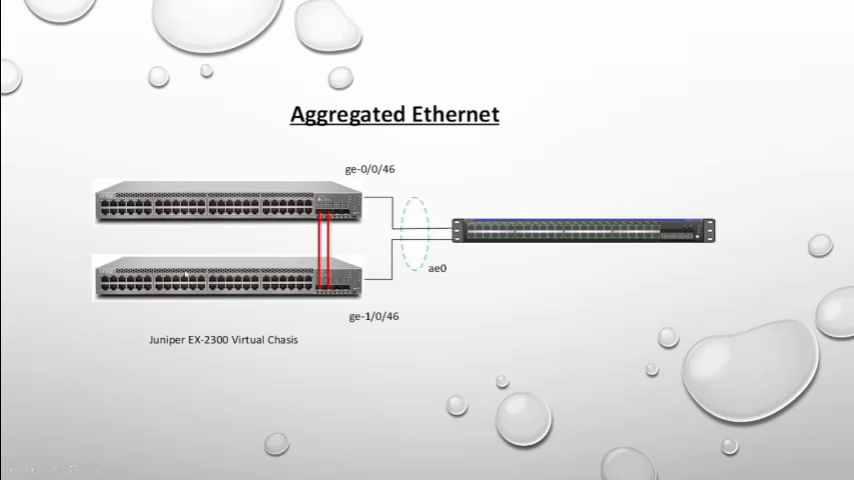 Aggregated Ethernet
ge-0/0/46
ae0
ge-1/0/46
Juniper EX-2300 Virtual Chasis